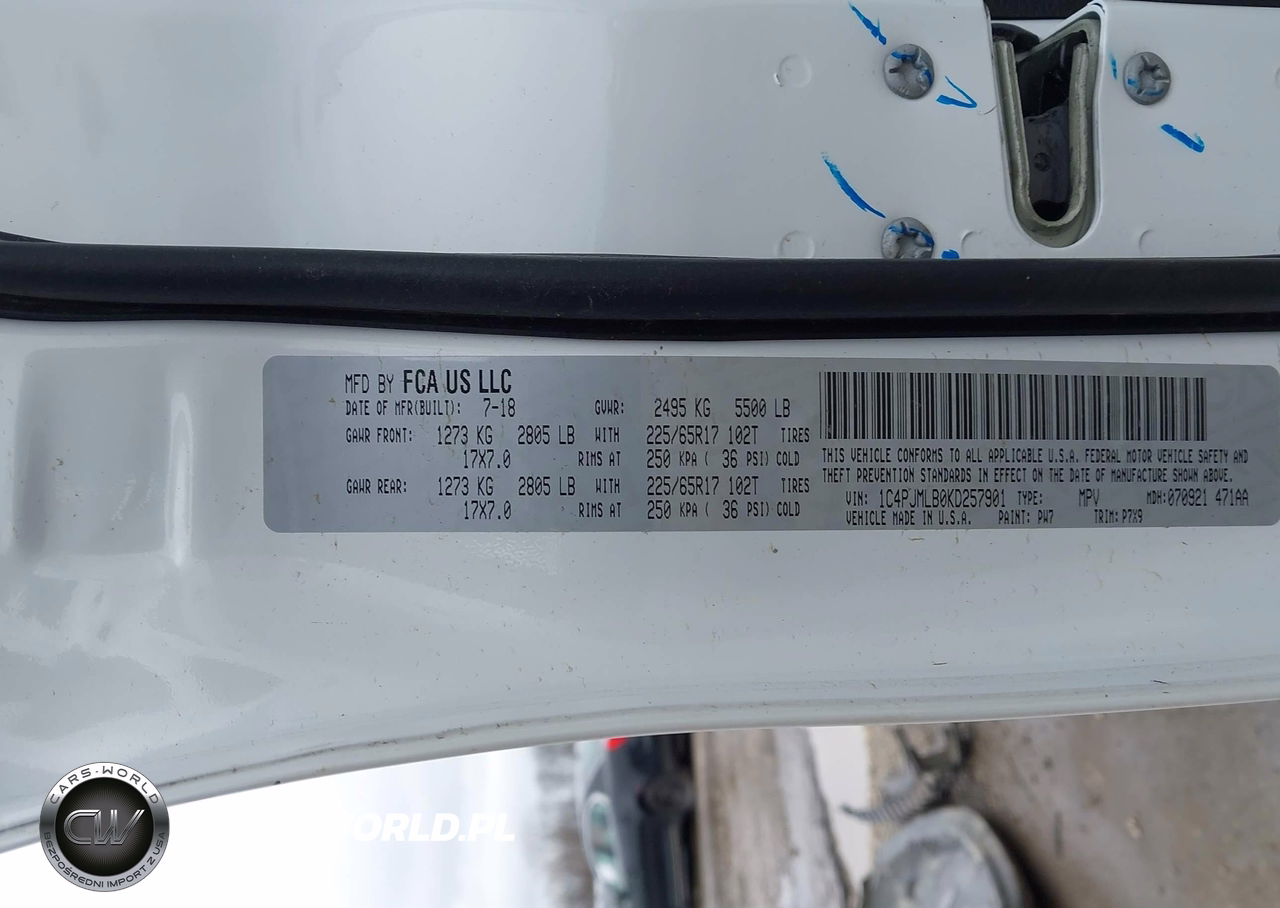 MFD BY FCA US LLC
DATE OF MFR(BUILT): 7-18 GVWR: 2495 KG 5500 LB
GAWR FRONT: 1273 KG 2805 LB WITH 225/65R17 102T TIRES
17X7.0 RIMS AT 250 KPA ( 36 PSI) COLD
GAWR REAR: 1273 KG 2805 LB WITH 225/65R17 102T TIRES
17X7.0 RIMS AT 250 KPA ( 36 PSI) COLD
THIS VEHICLE CONFORMS TO ALL APPLICABLE U.S.A. FEDERAL MOTOR VEHICLE SAFETY AND
THEFT PREVENTION STANDARDS IN EFFECT ON THE DATE OF MANUFACTURE SHOWN ABOVE.
VIN: 1C4PJMLB0KD257901 TYPE: MPV MDH:070921 471AA
VEHICLE MADE IN U.S.A. PAINT: PW7 TRIM: P7X9
CARS-WORLD
CW
BEZPOŚREDNI IMPORT Z USA
WORLD.PL